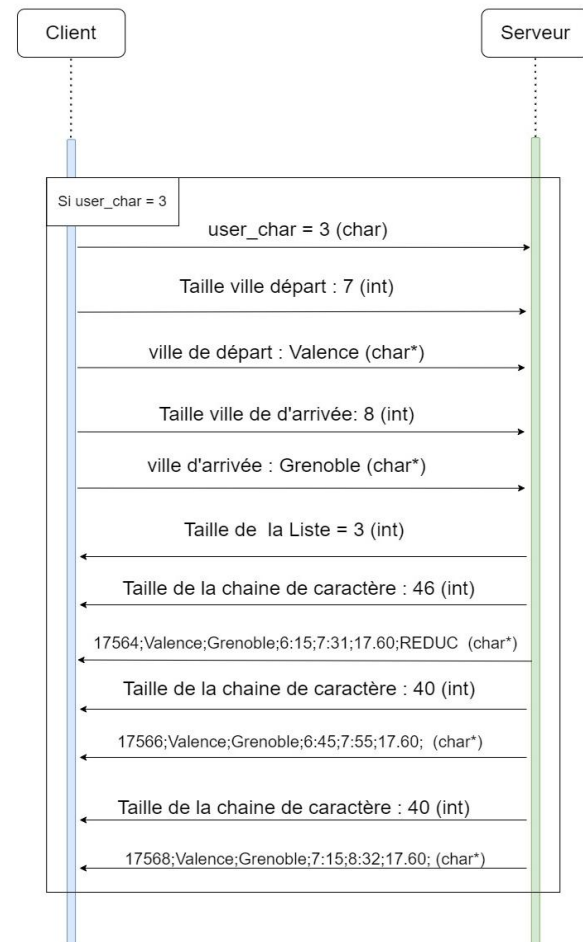 Client
Serveur
Si user_char = 3
user_char = 3 (char)
Taille ville départ : 7 (int)
ville de départ : Valence (char*)
Taille ville de d'arrivée: 8 (int)
ville d'arrivée : Grenoble (char*)
Taille de la Liste = 3 (int)
Taille de la chaine de caractère : 46 (int)
17564;Valence;Grenoble;6:15;7:31;17.60;REDUC (char*)
Taille de la chaine de caractère : 40 (int)
17566;Valence;Grenoble;6:45;7:55;17.60; (char*)
Taille de la chaine de caractère : 40 (int)
17568;Valence;Grenoble;7:15;8:32;17.60; (char*)